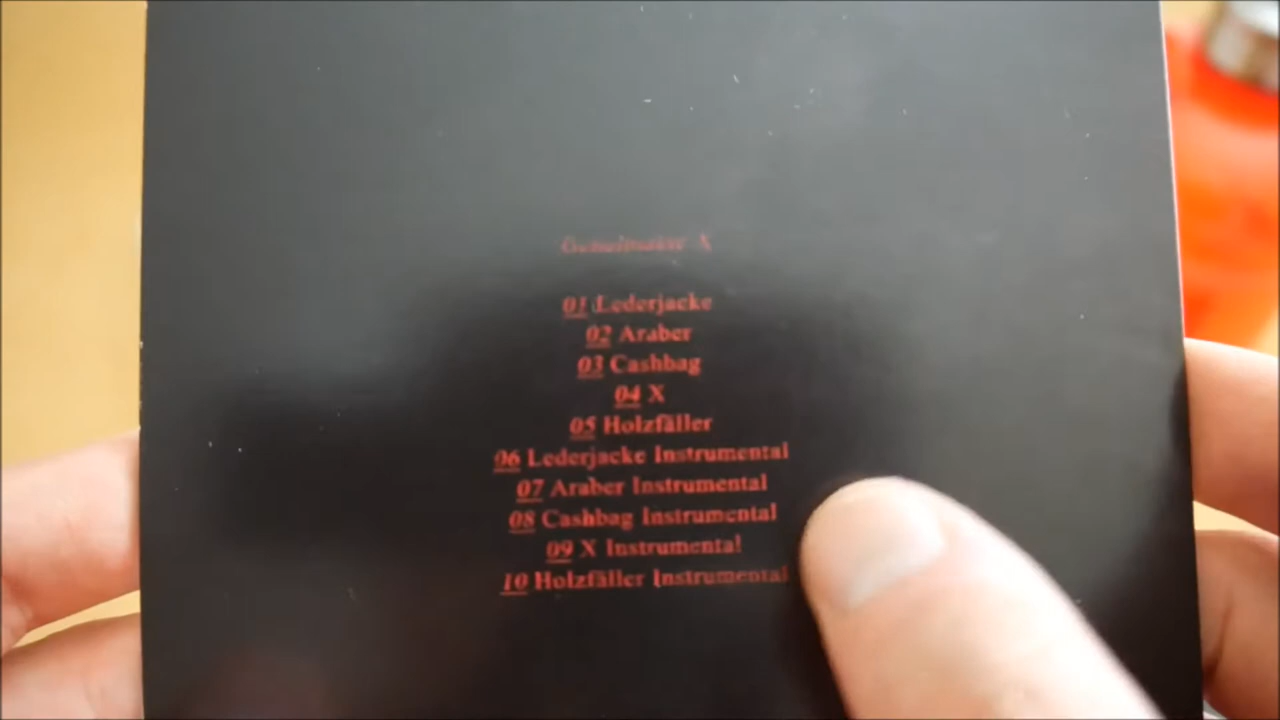 X
01 Lederjacke
02 Araber
03 Cashbag
04 X
05 Holzfäller
06 Lederjacke Instrumental
07 Araber Instrumental
08 Cashbag Instrumental
09 X Instrumental
10 Holzfäller Instrumental